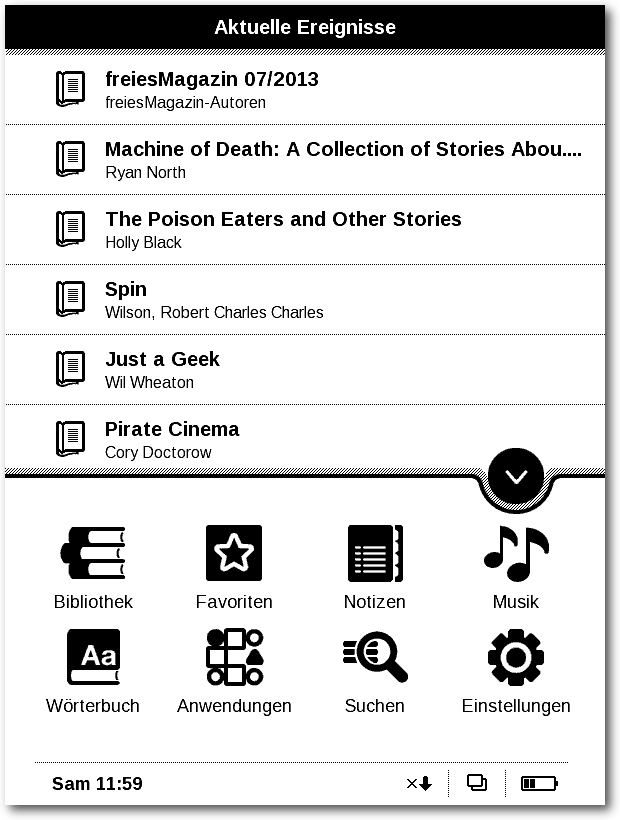 Aktuelle Ereignisse
freiesMagazin 07/2013
freiesMagazin-Autoren
Machine of Death: A Collection of Stories Abou....
Ryan North
The Poison Eaters and Other Stories
Holly Black
Spin
Wilson, Robert Charles Charles
Just a Geek
Wil Wheaton
Pirate Cinema
Cory Doctorow
Bibliothek Favoriten Notizen Musik
Aa
Wörterbuch Anwendungen Suchen Einstellungen
Sam 11:59